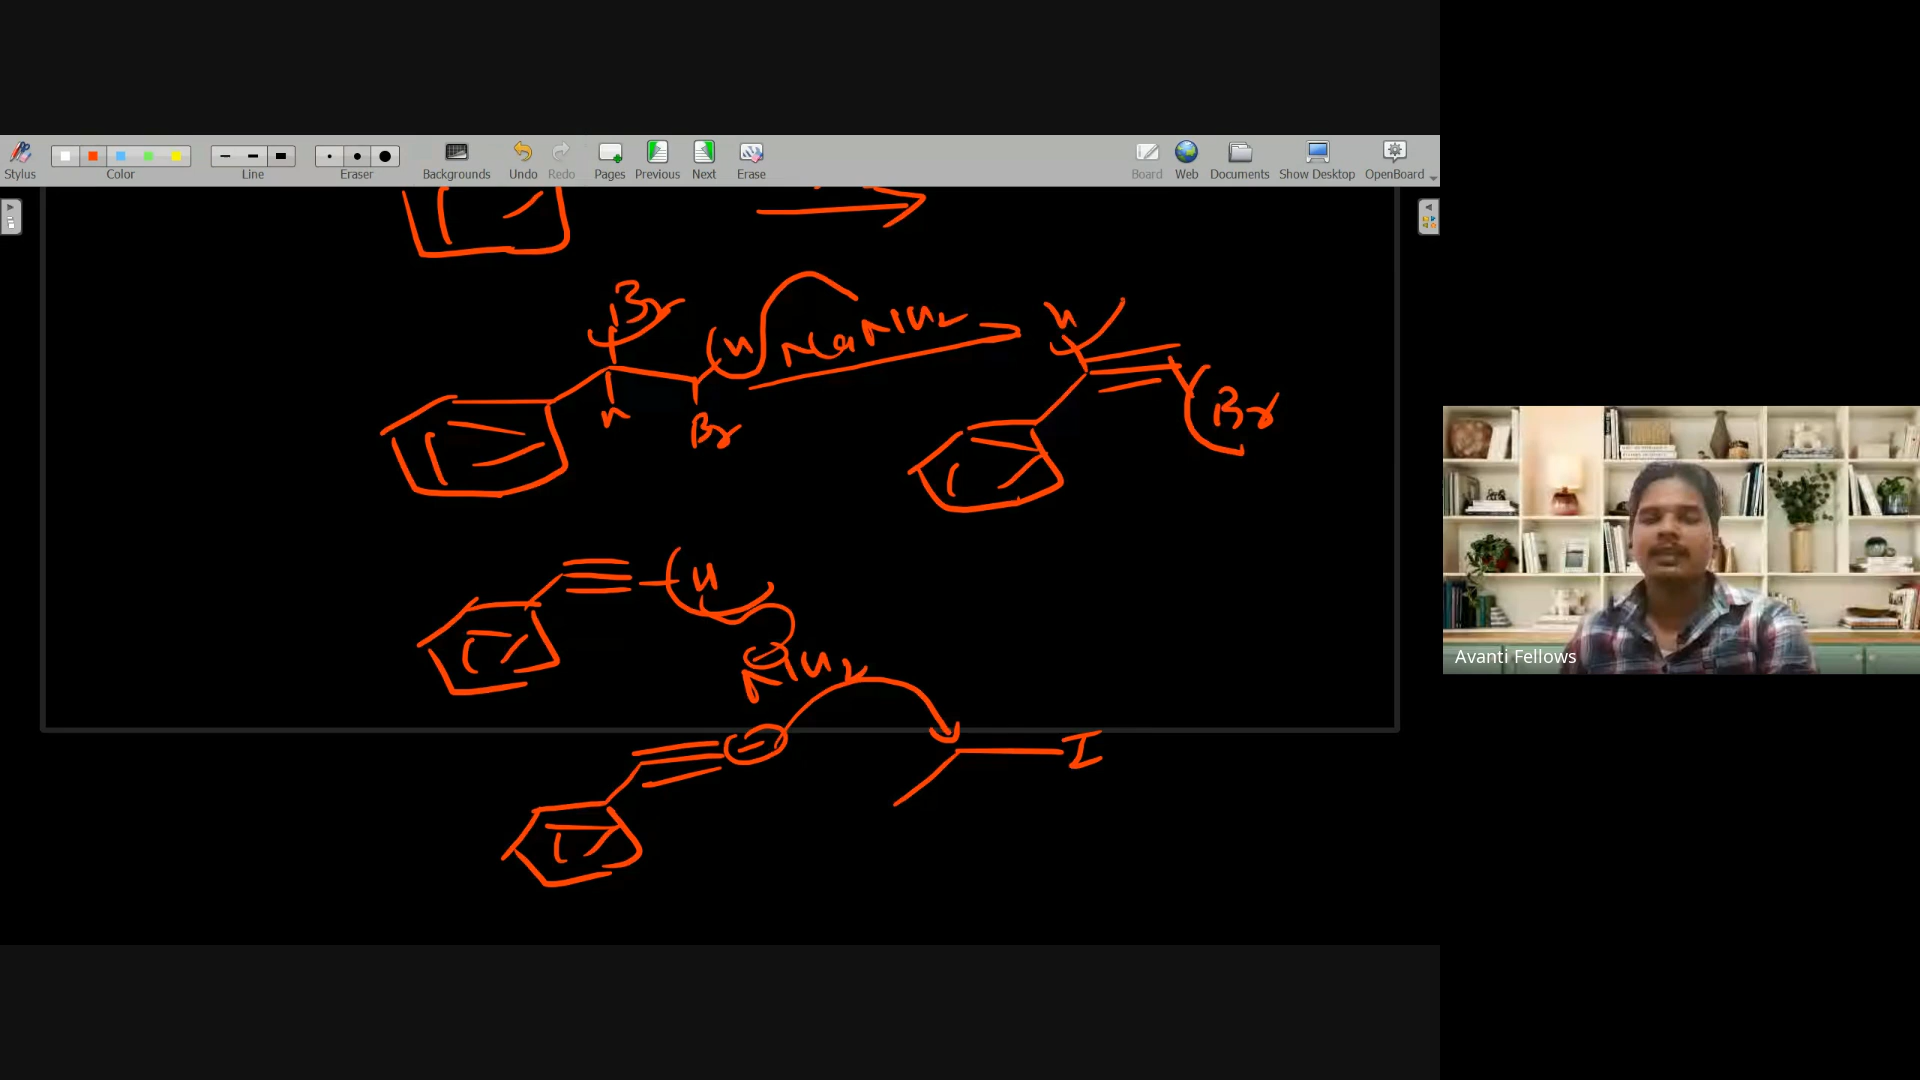 Stylus Color Line Eraser Backgrounds Undo Redo Pages Previous Next Erase Board Web Documents Show Desktop OpenBoard
Br
H NaNH2 H
H Br Br
H
NH2
I
Avanti Fellows